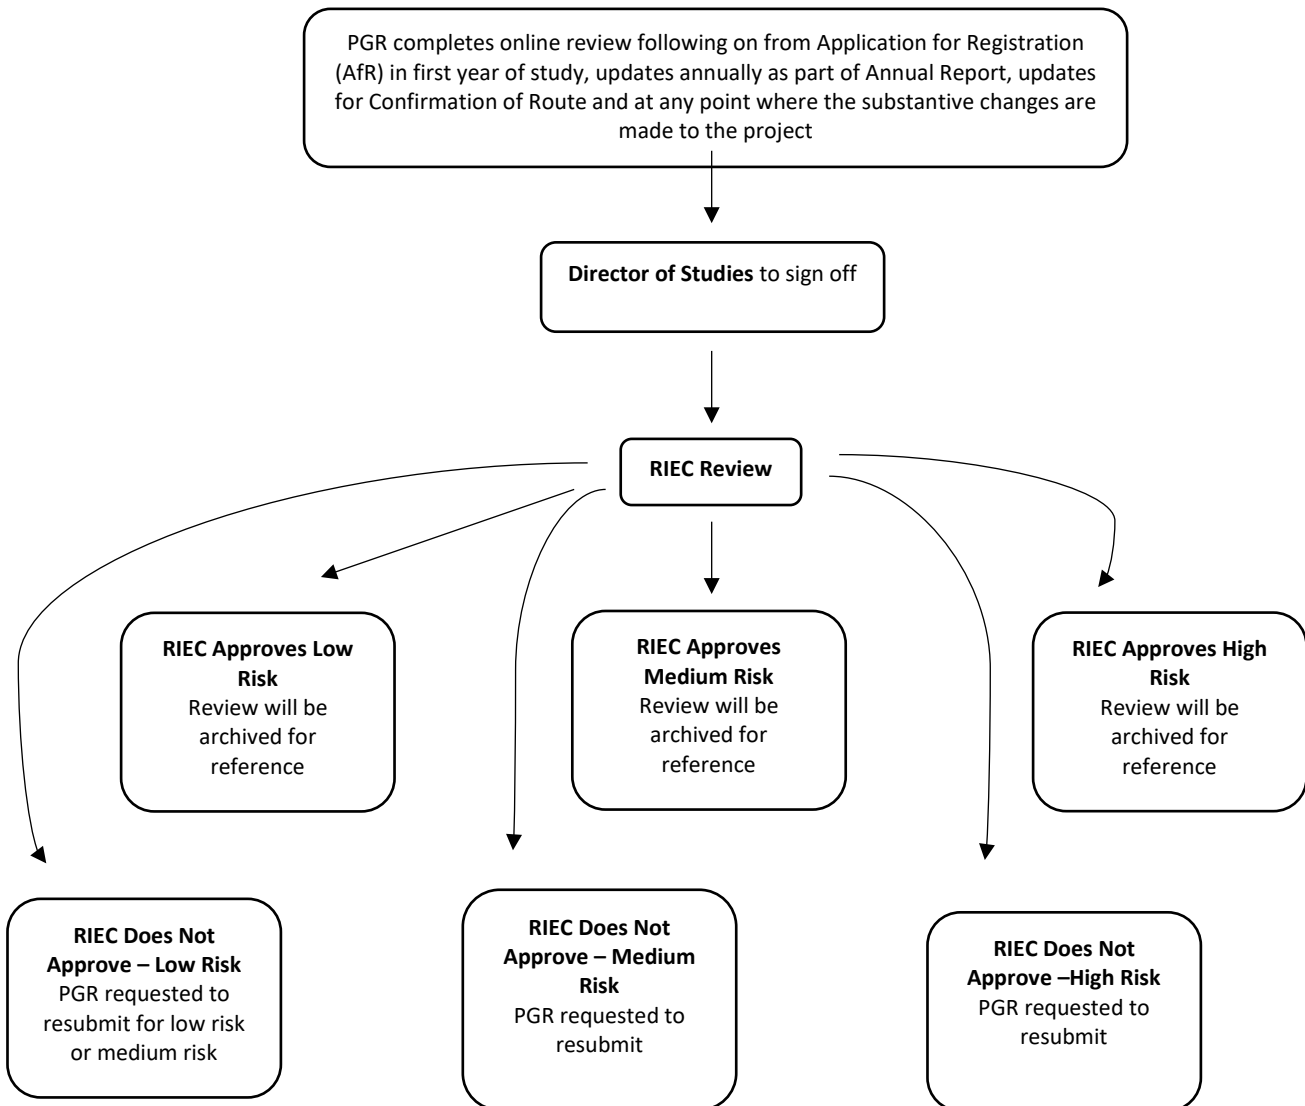 PGR completes online review following on from Application for Registration
(AfR) in first year of study, updates annually as part of Annual Report, updates
for Confirmation of Route and at any point where the substantive changes are
made to the project
Director of Studies to sign off
RIEC Review
RIEC Approves Low
Risk
Review will be
archived for
reference
RIEC Approves
Medium Risk
Review will be
archived for
reference
RIEC Approves High
Risk
Review will be
archived for
reference
RIEC Does Not
Approve – Low Risk
PGR requested to
resubmit for low risk
or medium risk
RIEC Does Not
Approve – Medium
Risk
PGR requested to
resubmit
RIEC Does Not
Approve –High Risk
PGR requested to
resubmit